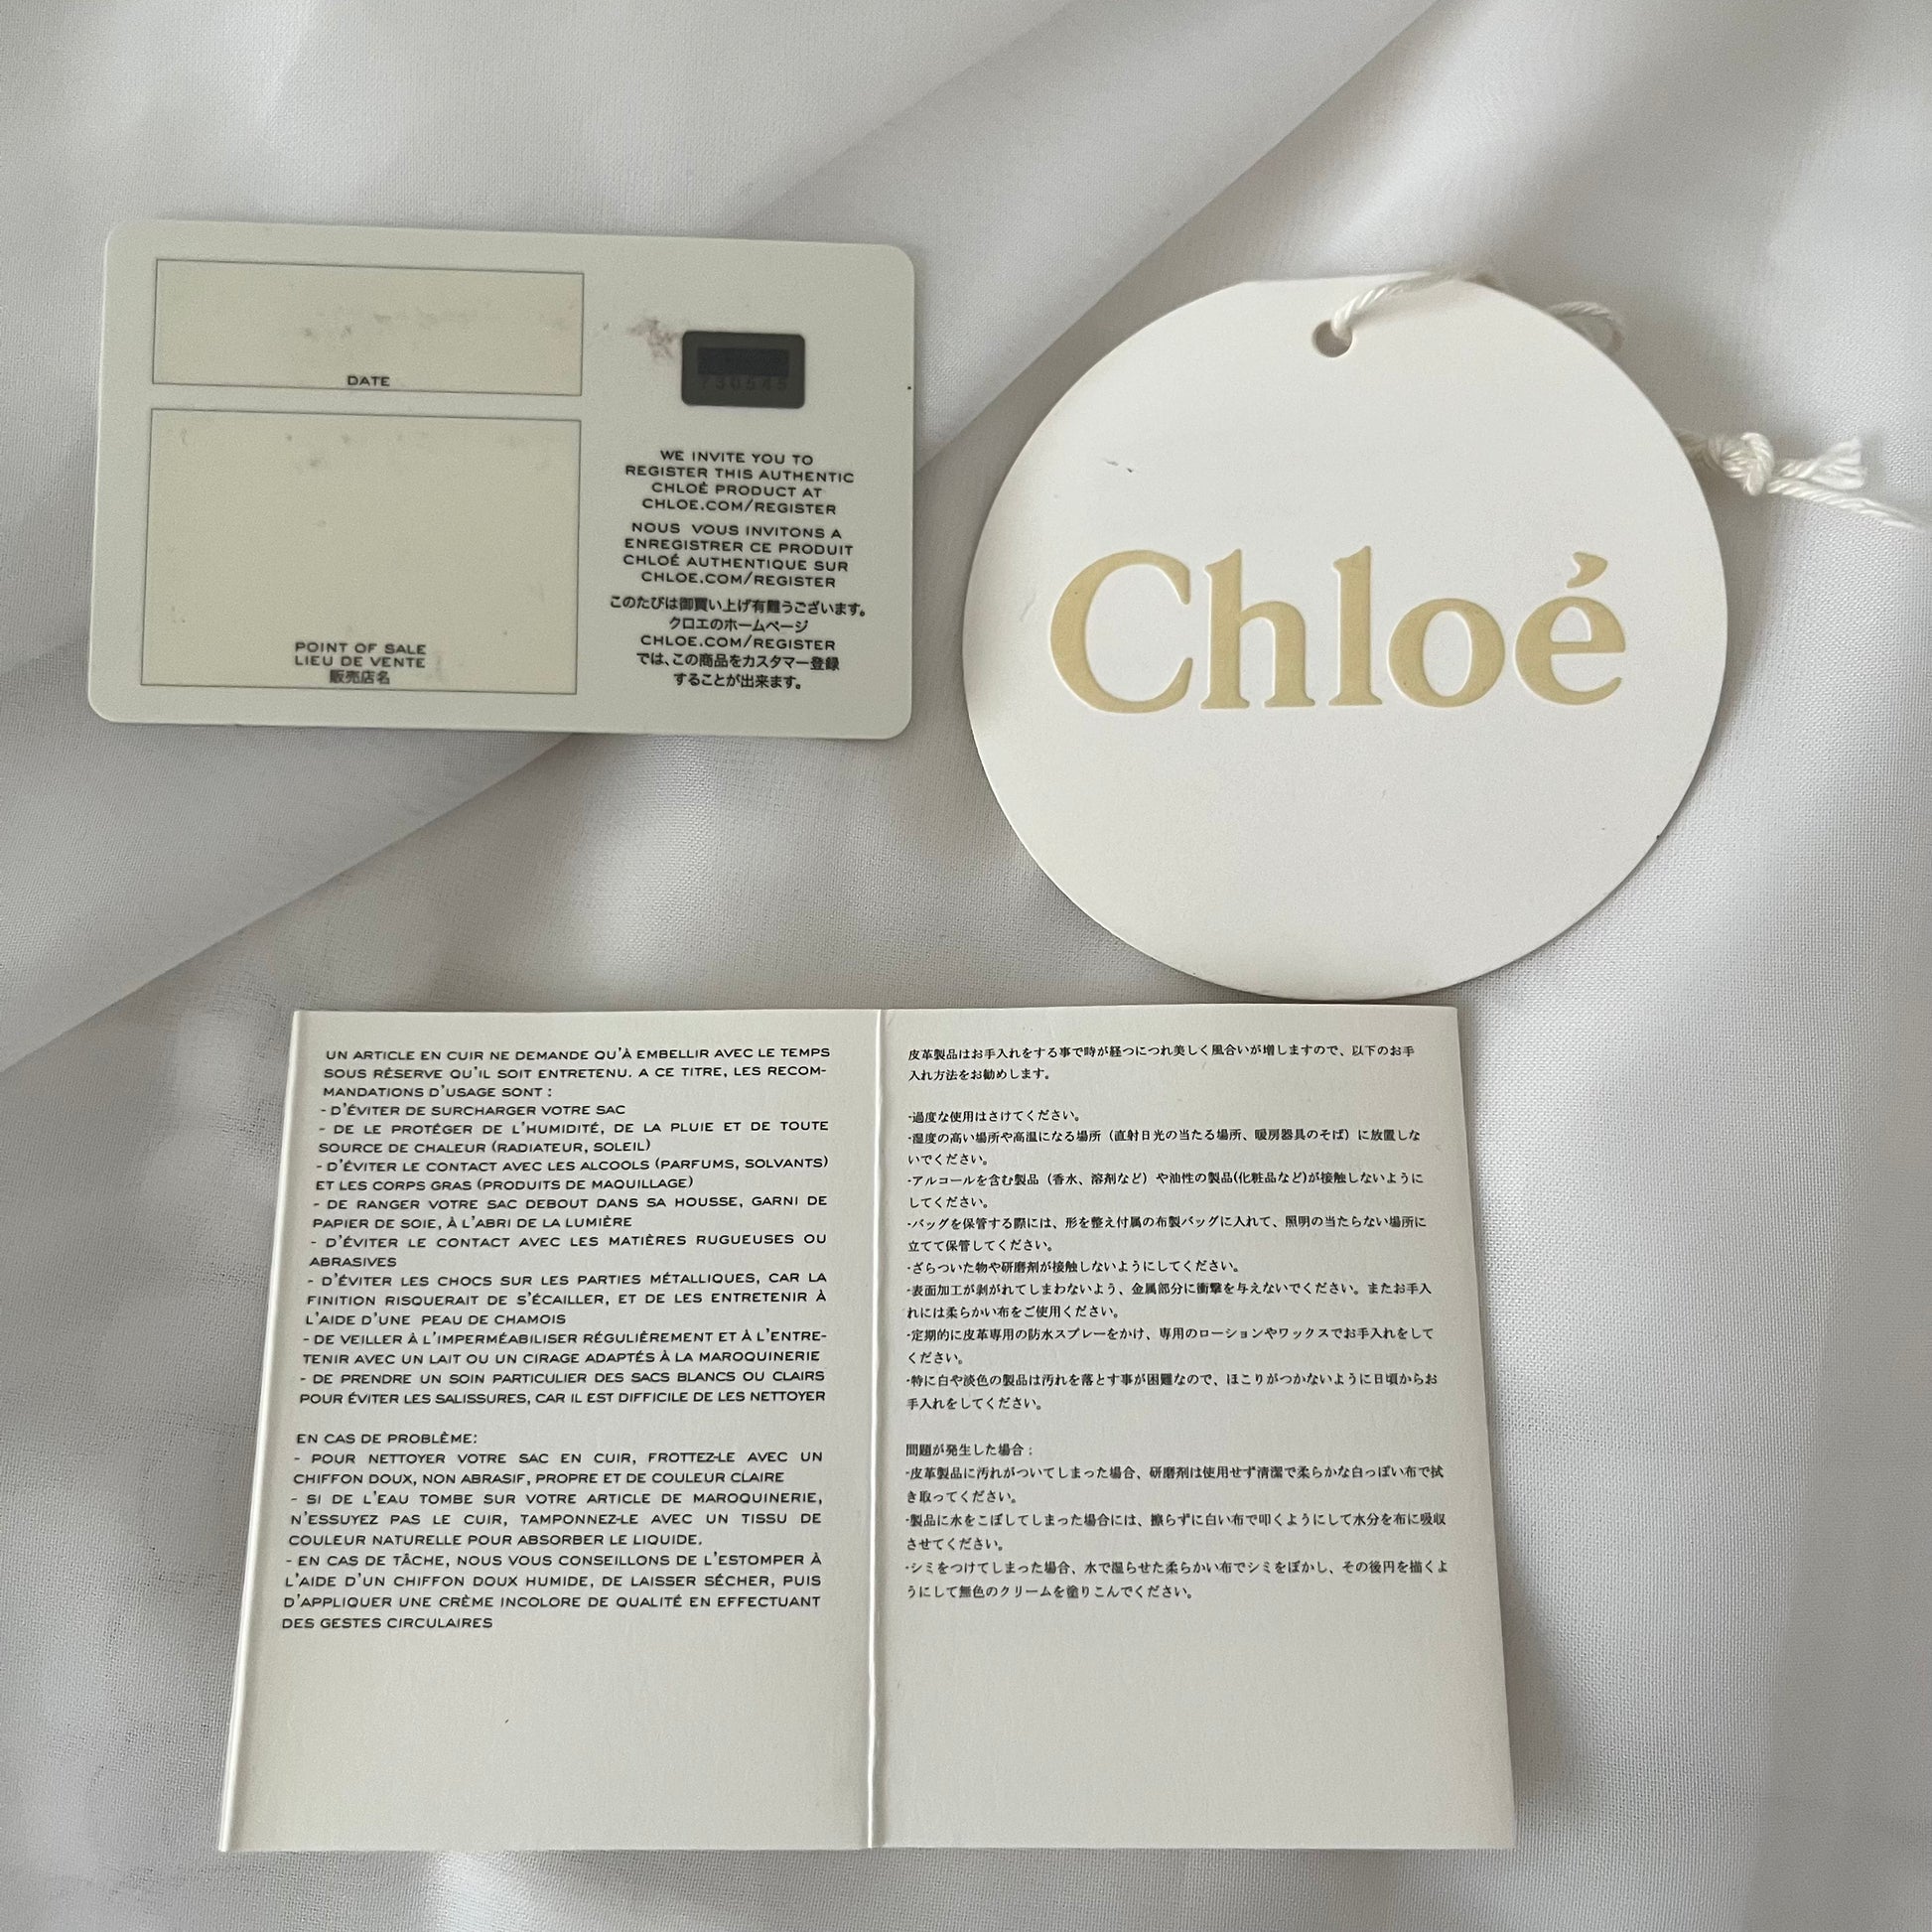 DATE
POINT OF SALE
LIEU DE VENTE
販売店名
WE INVITE YOU TO
REGISTER THIS AUTHENTIC
CHLOÉ PRODUCT AT
CHLOE.COM/REGISTER
NOUS VOUS INVITONS A
ENREGISTRER CE PRODUIT
CHLOÉ AUTHENTIQUE SUR
CHLOE.COM/REGISTER
このたびは御買い上げ有難うございます。
クロエのホームページ
CHLOE.COM/REGISTER
では、この商品をカスタマー登録
することが出来ます。
Chloé
UN ARTICLE EN CUIR NE DEMANDE QU'À EMBELLIR AVEC LE TEMPS
SOUS RÉSERVE QU'IL SOIT ENTRETENU. A CE TITRE, LES RECOM-
MANDATIONS D'USAGE SONT :
- D'ÉVITER DE SURCHARGER VOTRE SAC
- DE LE PROTÉGER DE L'HUMIDITÉ, DE LA PLUIE ET DE TOUTE
SOURCE DE CHALEUR (RADIATEUR, SOLEIL)
- D'ÉVITER LE CONTACT AVEC LES ALCOOLS (PARFUMS, SOLVANTS)
ET LES CORPS GRAS (PRODUITS DE MAQUILLAGE)
- DE RANGER VOTRE SAC DEBOUT DANS SA HOUSSE, GARNI DE
PAPIER DE SOIE, À L'ABRI DE LA LUMIÈRE
- D'ÉVITER LE CONTACT AVEC LES MATIÈRES RUGUEUSES OU
ABRASIVES
- D'ÉVITER LES CHOCS SUR LES PARTIES MÉTALLIQUES, CAR LA
FINITION RISQUERAIT DE S'ÉCAILLER, ET DE LES ENTRETENIR À
L'AIDE D'UNE PEAU DE CHAMOIS
- DE VEILLER À L'IMPERMÉABILISER RÉGULIÈREMENT ET À L'ENTRE-
TENIR AVEC UN LAIT OU UN CIRAGE ADAPTÉS À LA MAROQUINERIE
- DE PRENDRE UN SOIN PARTICULIER DES SACS BLANCS OU CLAIRS
POUR ÉVITER LES SALISSURES, CAR IL EST DIFFICILE DE LES NETTOYER
EN CAS DE PROBLÈME:
- POUR NETTOYER VOTRE SAC EN CUIR, FROTTEZ-LE AVEC UN
CHIFFON DOUX, NON ABRASIF, PROPRE ET DE COULEUR CLAIRE
- SI DE L'EAU TOMBE SUR VOTRE ARTICLE DE MAROQUINERIE,
N'ESSUYEZ PAS LE CUIR, TAMPONNEZ-LE AVEC UN TISSU DE
COULEUR NATURELLE POUR ABSORBER LE LIQUIDE.
- EN CAS DE TÂCHE, NOUS VOUS CONSEILLONS DE L'ESTOMPER À
L'AIDE D'UN CHIFFON DOUX HUMIDE, DE LAISSER SÉCHER, PUIS
D'APPLIQUER UNE CRÈME INCOLORE DE QUALITÉ EN EFFECTUANT
DES GESTES CIRCULAIRES
皮革製品はお手入れをする事で時が経つにつれ美しく風合いが増しますので、以下のお手
入れ方法をお勧めします。
-過度な使用はさけてください。
-湿度の高い場所や高温になる場所（直射日光の当たる場所、暖房器具のそば）に放置しな
いでください。
-アルコールを含む製品（香水、溶剤など）や油性の製品(化粧品など)が接触しないように
してください。
-バッグを保管する際には、形を整え付属の布製バッグに入れて、照明の当たらない場所に
立てて保管してください。
-ざらついた物や研磨剤が接触しないようにしてください。
-表面加工が剥がれてしまわないよう、金属部分に衝撃を与えないでください。またお手入
れには柔らかい布をご使用ください。
-定期的に皮革専用の防水スプレーをかけ、専用のローションやワックスでお手入れをして
ください。
-特に白や淡色の製品は汚れを落とす事が困難なので、ほこりがつかないように日頃からお
手入れをしてください。
問題が発生した場合：
-皮革製品に汚れがついてしまった場合、研磨剤は使用せず清潔で柔らかな白っぽい布で拭
き取ってください。
-製品に水をこぼしてしまった場合には、擦らずに白い布で叩くようにして水分を布に吸収
させてください。
-シミをつけてしまった場合、水で湿らせた柔らかい布でシミをぼかし、その後円を描くよ
うにして無色のクリームを塗りこんでください。